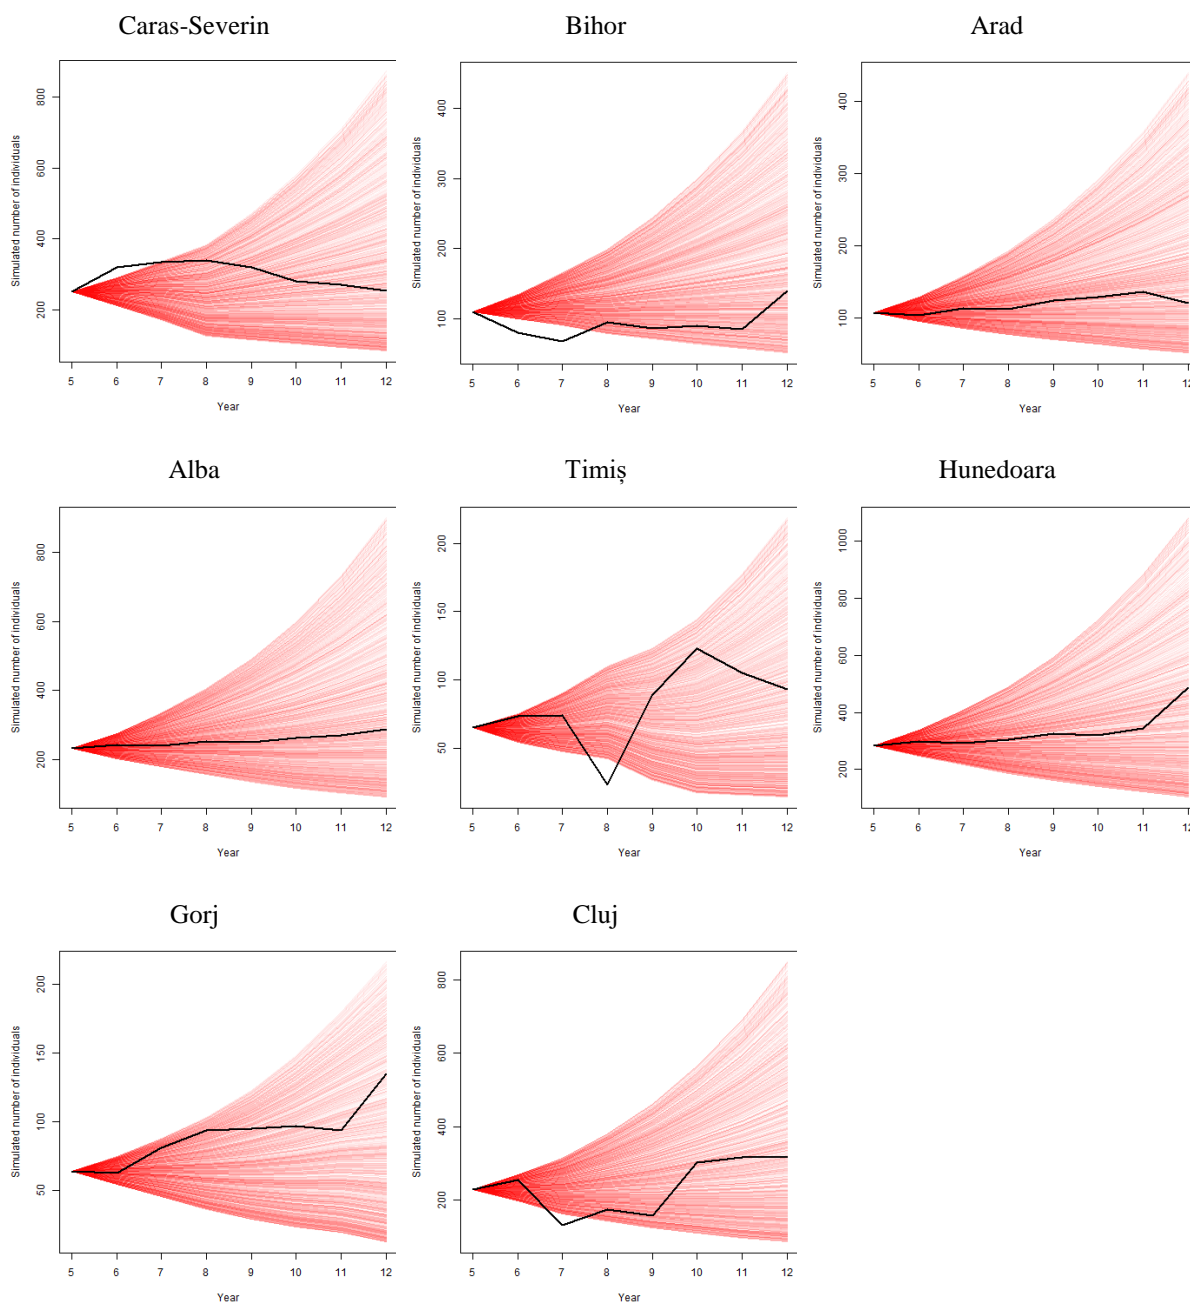 Caras-Severin
Simulated number of individuals
800
600
400
200
5 6 7 8 9 10 11 12
Year
Bihor
Simulated number of individuals
400
300
200
100
5 6 7 8 9 10 11 12
Year
Arad
Simulated number of individuals
400
300
200
100
5 6 7 8 9 10 11 12
Year
Alba
Simulated number of individuals
800
600
400
200
5 6 7 8 9 10 11 12
Year
Timiș
Simulated number of individuals
200
150
100
50
5 6 7 8 9 10 11 12
Year
Hunedoara
Simulated number of individuals
1000
800
600
400
200
5 6 7 8 9 10 11 12
Year
Gorj
Simulated number of individuals
200
150
100
50
5 6 7 8 9 10 11 12
Year
Cluj
Simulated number of individuals
800
600
400
200
5 6 7 8 9 10 11 12
Year